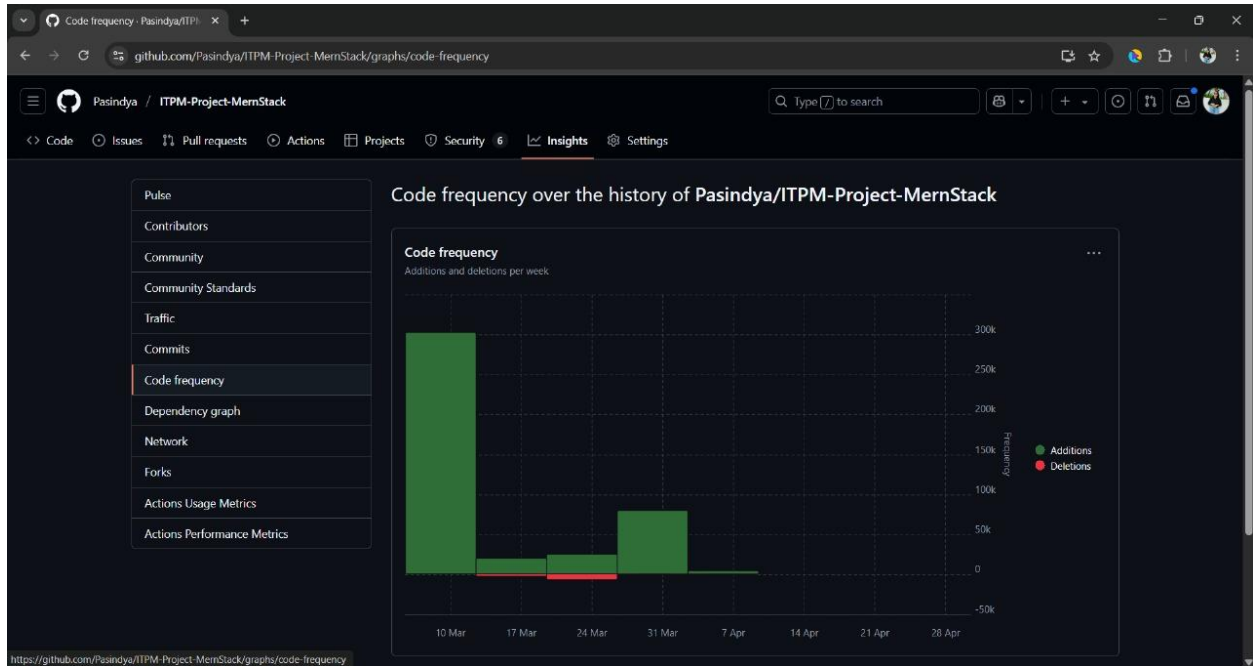 Code frequency · Pasindya/ITPM
github.com/Pasindya/ITPM-Project-MernStack/graphs/code-frequency
Pasindya / ITPM-Project-MernStack
Type / to search
Code Issues Pull requests Actions Projects Security 6 Insights Settings
Pulse
Contributors
Community
Community Standards
Traffic
Commits
Code frequency
Dependency graph
Network
Forks
Actions Usage Metrics
Actions Performance Metrics
Code frequency over the history of Pasindya/ITPM-Project-MernStack
Code frequency
Additions and deletions per week
300k
250k
200k
150k
100k
50k
0
-50k
Frequency
Additions
Deletions
10 Mar 17 Mar 24 Mar 31 Mar 7 Apr 14 Apr 21 Apr 28 Apr
https://github.com/Pasindya/ITPM-Project-MernStack/graphs/code-frequency